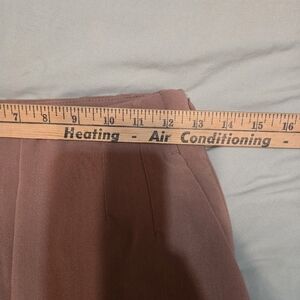 7 8 9 10 11 12 13 14 15 16
Heating - Air Conditioning -